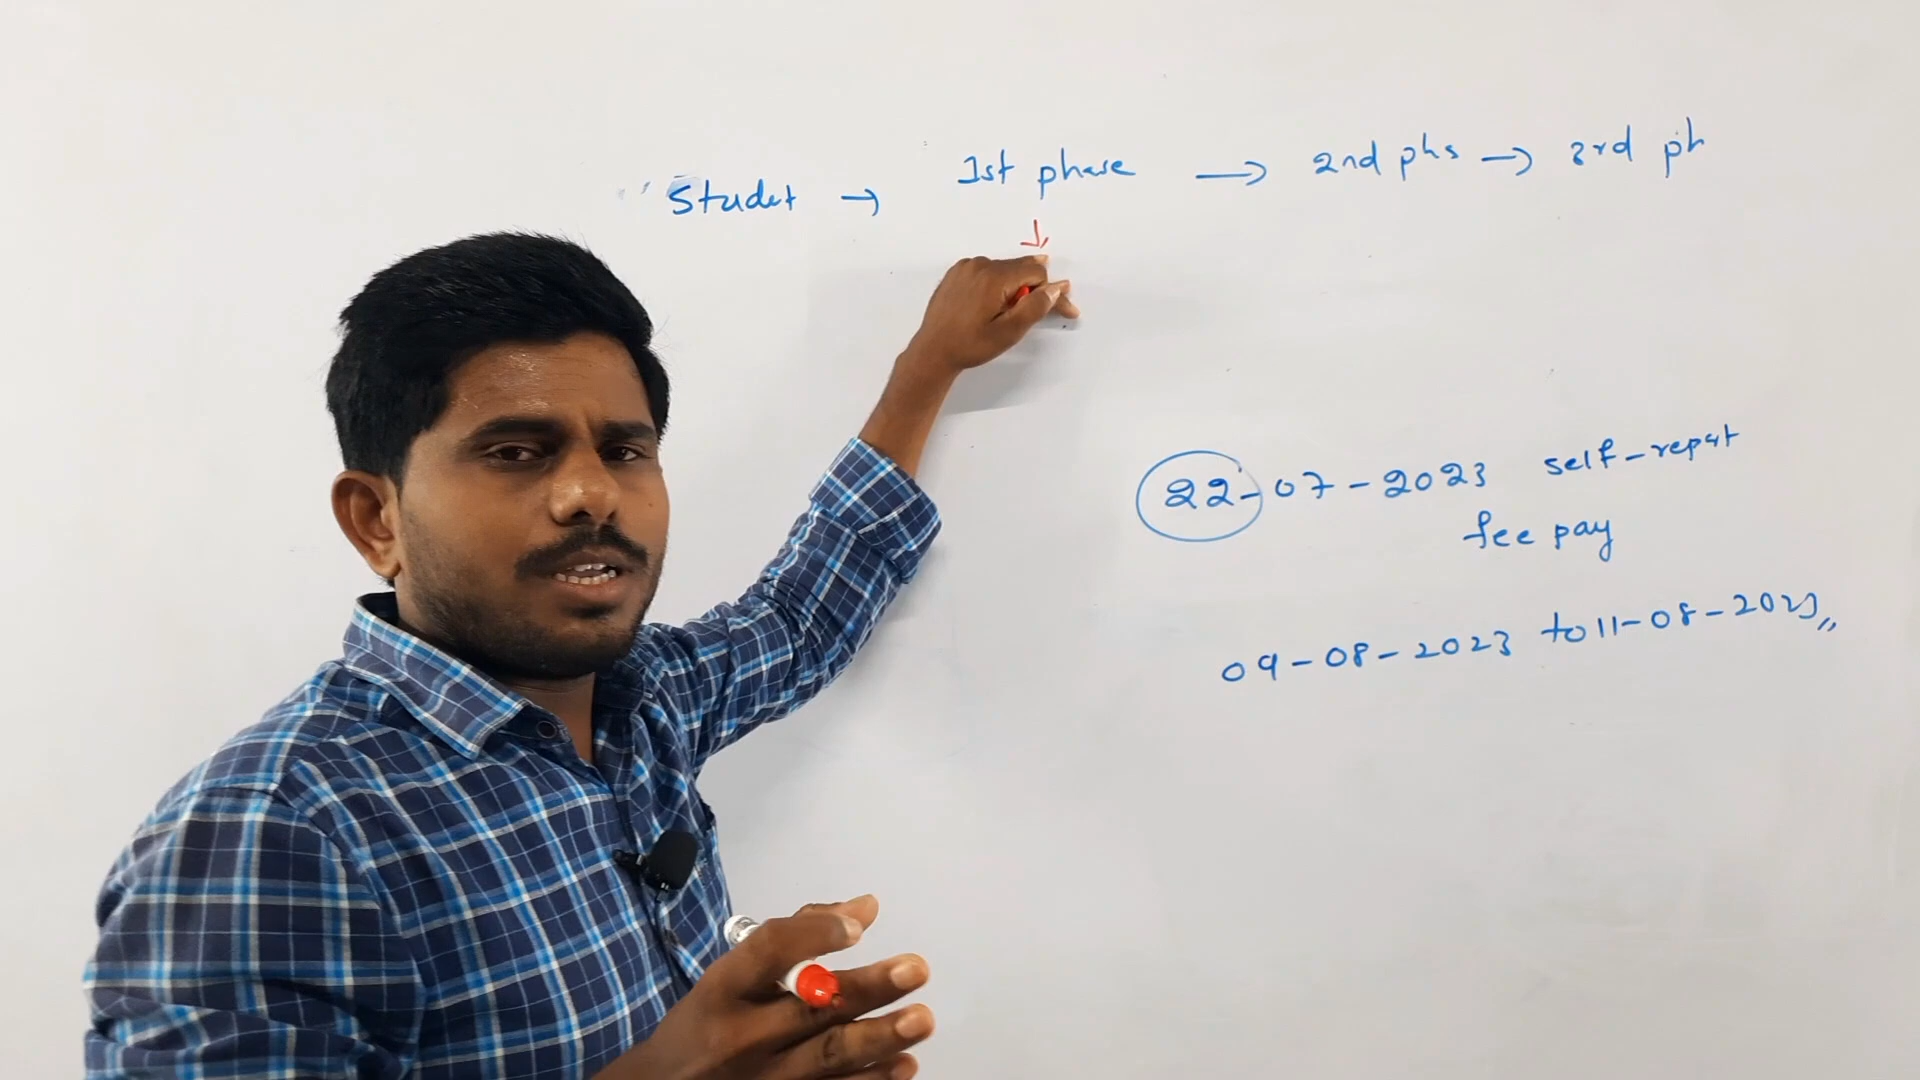 Studet → 1st phase → 2nd phs → 3rd ph
22-07-2023 self-repot
fee pay
09-08-2023 to 11-08-2023,,